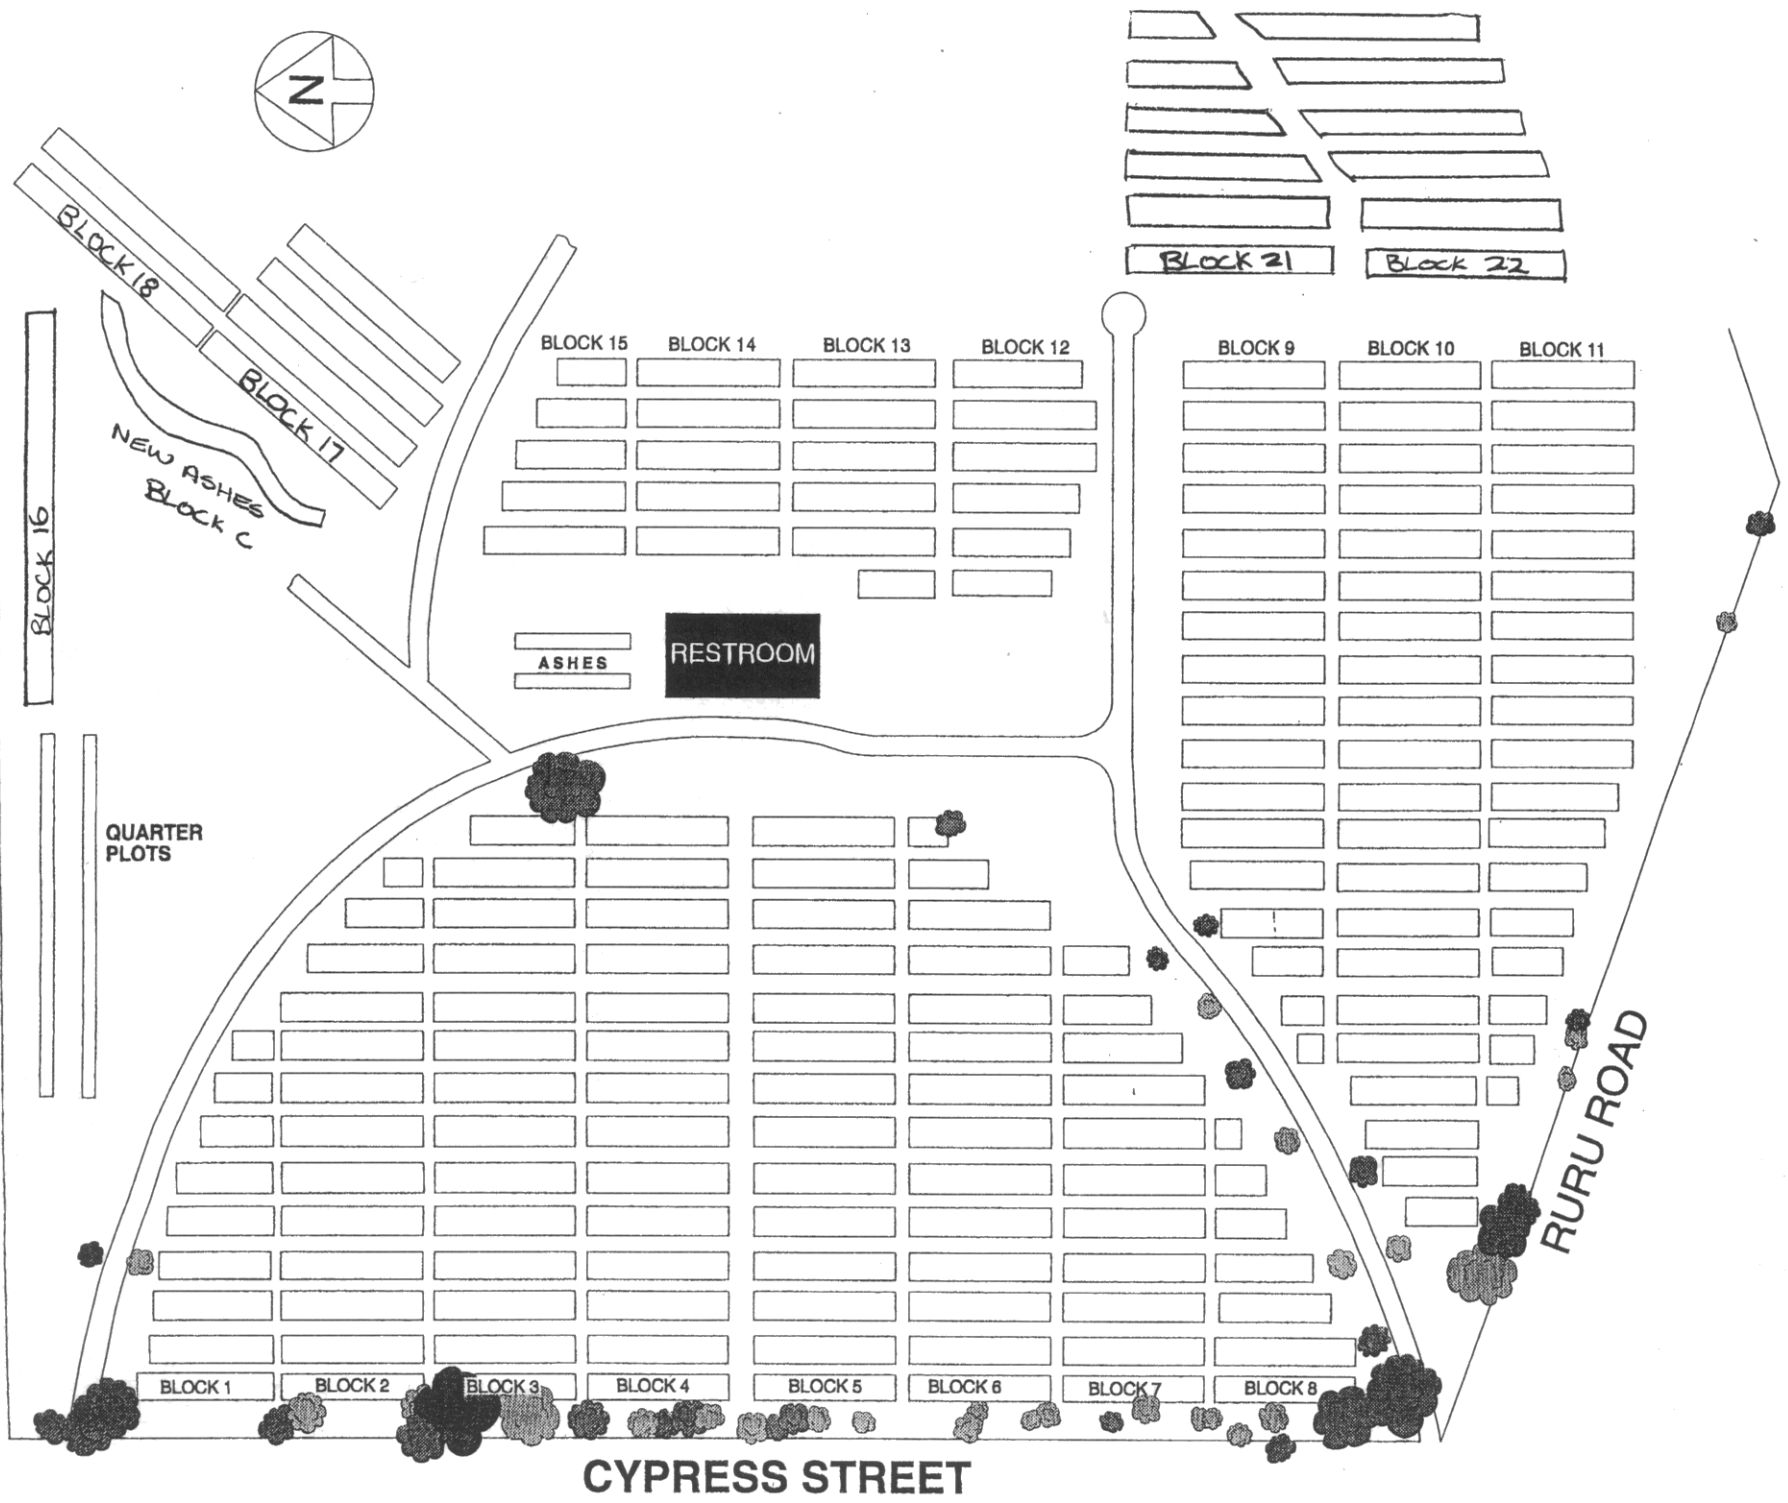 N
BLOCK 21
BLOCK 22
BLOCK 18
BLOCK 17
NEW ASHES
BLOCK C
BLOCK 16
BLOCK 15
BLOCK 14
BLOCK 13
BLOCK 12
BLOCK 9
BLOCK 10
BLOCK 11
ASHES
RESTROOM
QUARTER
PLOTS
RURU ROAD
BLOCK 1
BLOCK 2
BLOCK 3
BLOCK 4
BLOCK 5
BLOCK 6
BLOCK 7
BLOCK 8
CYPRESS STREET